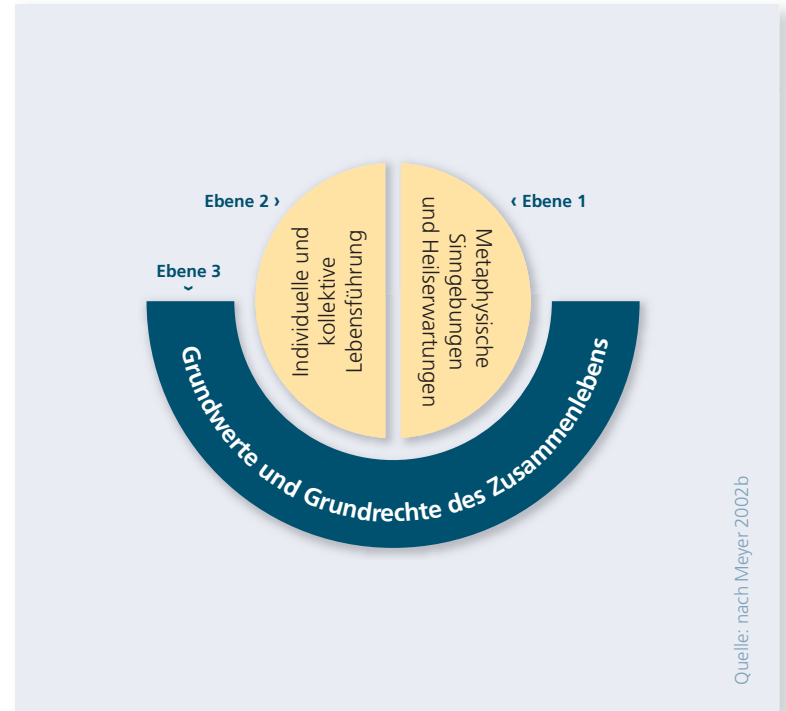 Ebene 2 ›
‹ Ebene 1
Ebene 3
⌄
Individuelle und
kollektive
Lebensführung
Metaphysische
Sinngebungen
und Heilserwartungen
Grundwerte und Grundrechte des Zusammenlebens
Quelle: nach Meyer 2002b